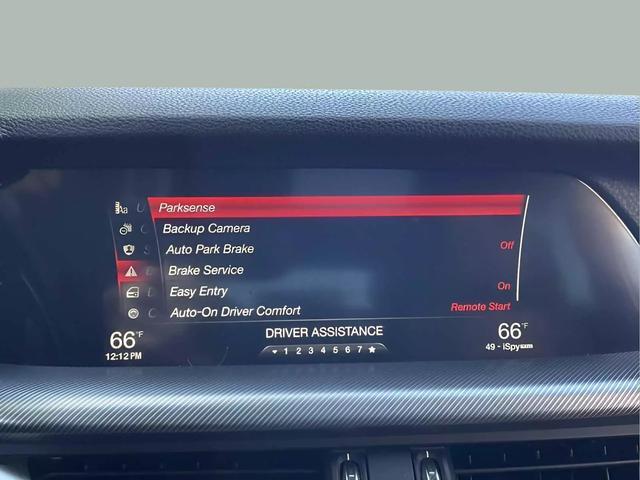 Aa Parksense
Backup Camera
Auto Park Brake Off
Brake Service
Easy Entry On
Auto-On Driver Comfort Remote Start
66°F DRIVER ASSISTANCE 66°F
12:12 PM 1 2 3 4 5 6 7 ★ 49 - iSpy